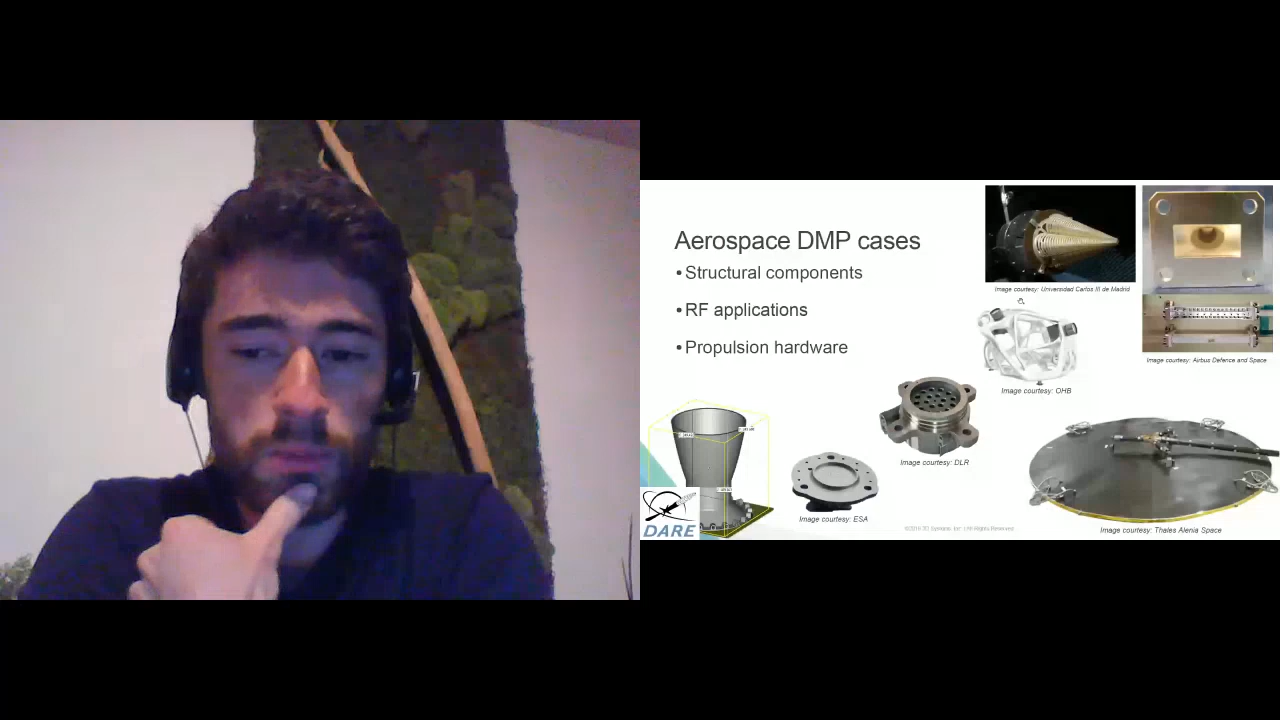 Aerospace DMP cases
•Structural components
•RF applications
•Propulsion hardware
Image courtesy: Universidad Carlos III de Madrid
Image courtesy: Airbus Defence and Space
Image courtesy: OHB
Image courtesy: DLR
Image courtesy: ESA
Image courtesy: Thales Alenia Space
DARE